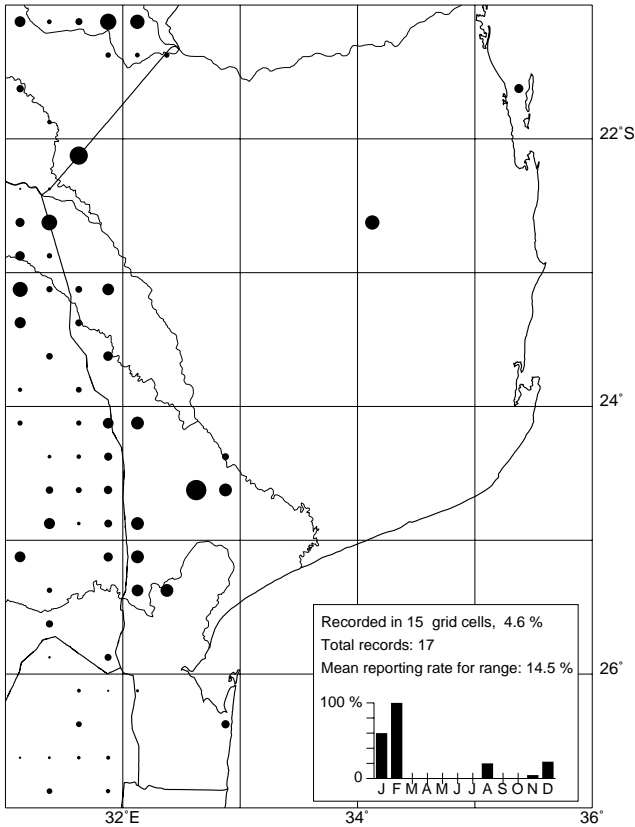 22°S
24°
Recorded in 15 grid cells, 4.6 %
Total records: 17
Mean reporting rate for range: 14.5 %
26°
100 %
0
J F M A M J J A S O N D
32°E
34°
36°